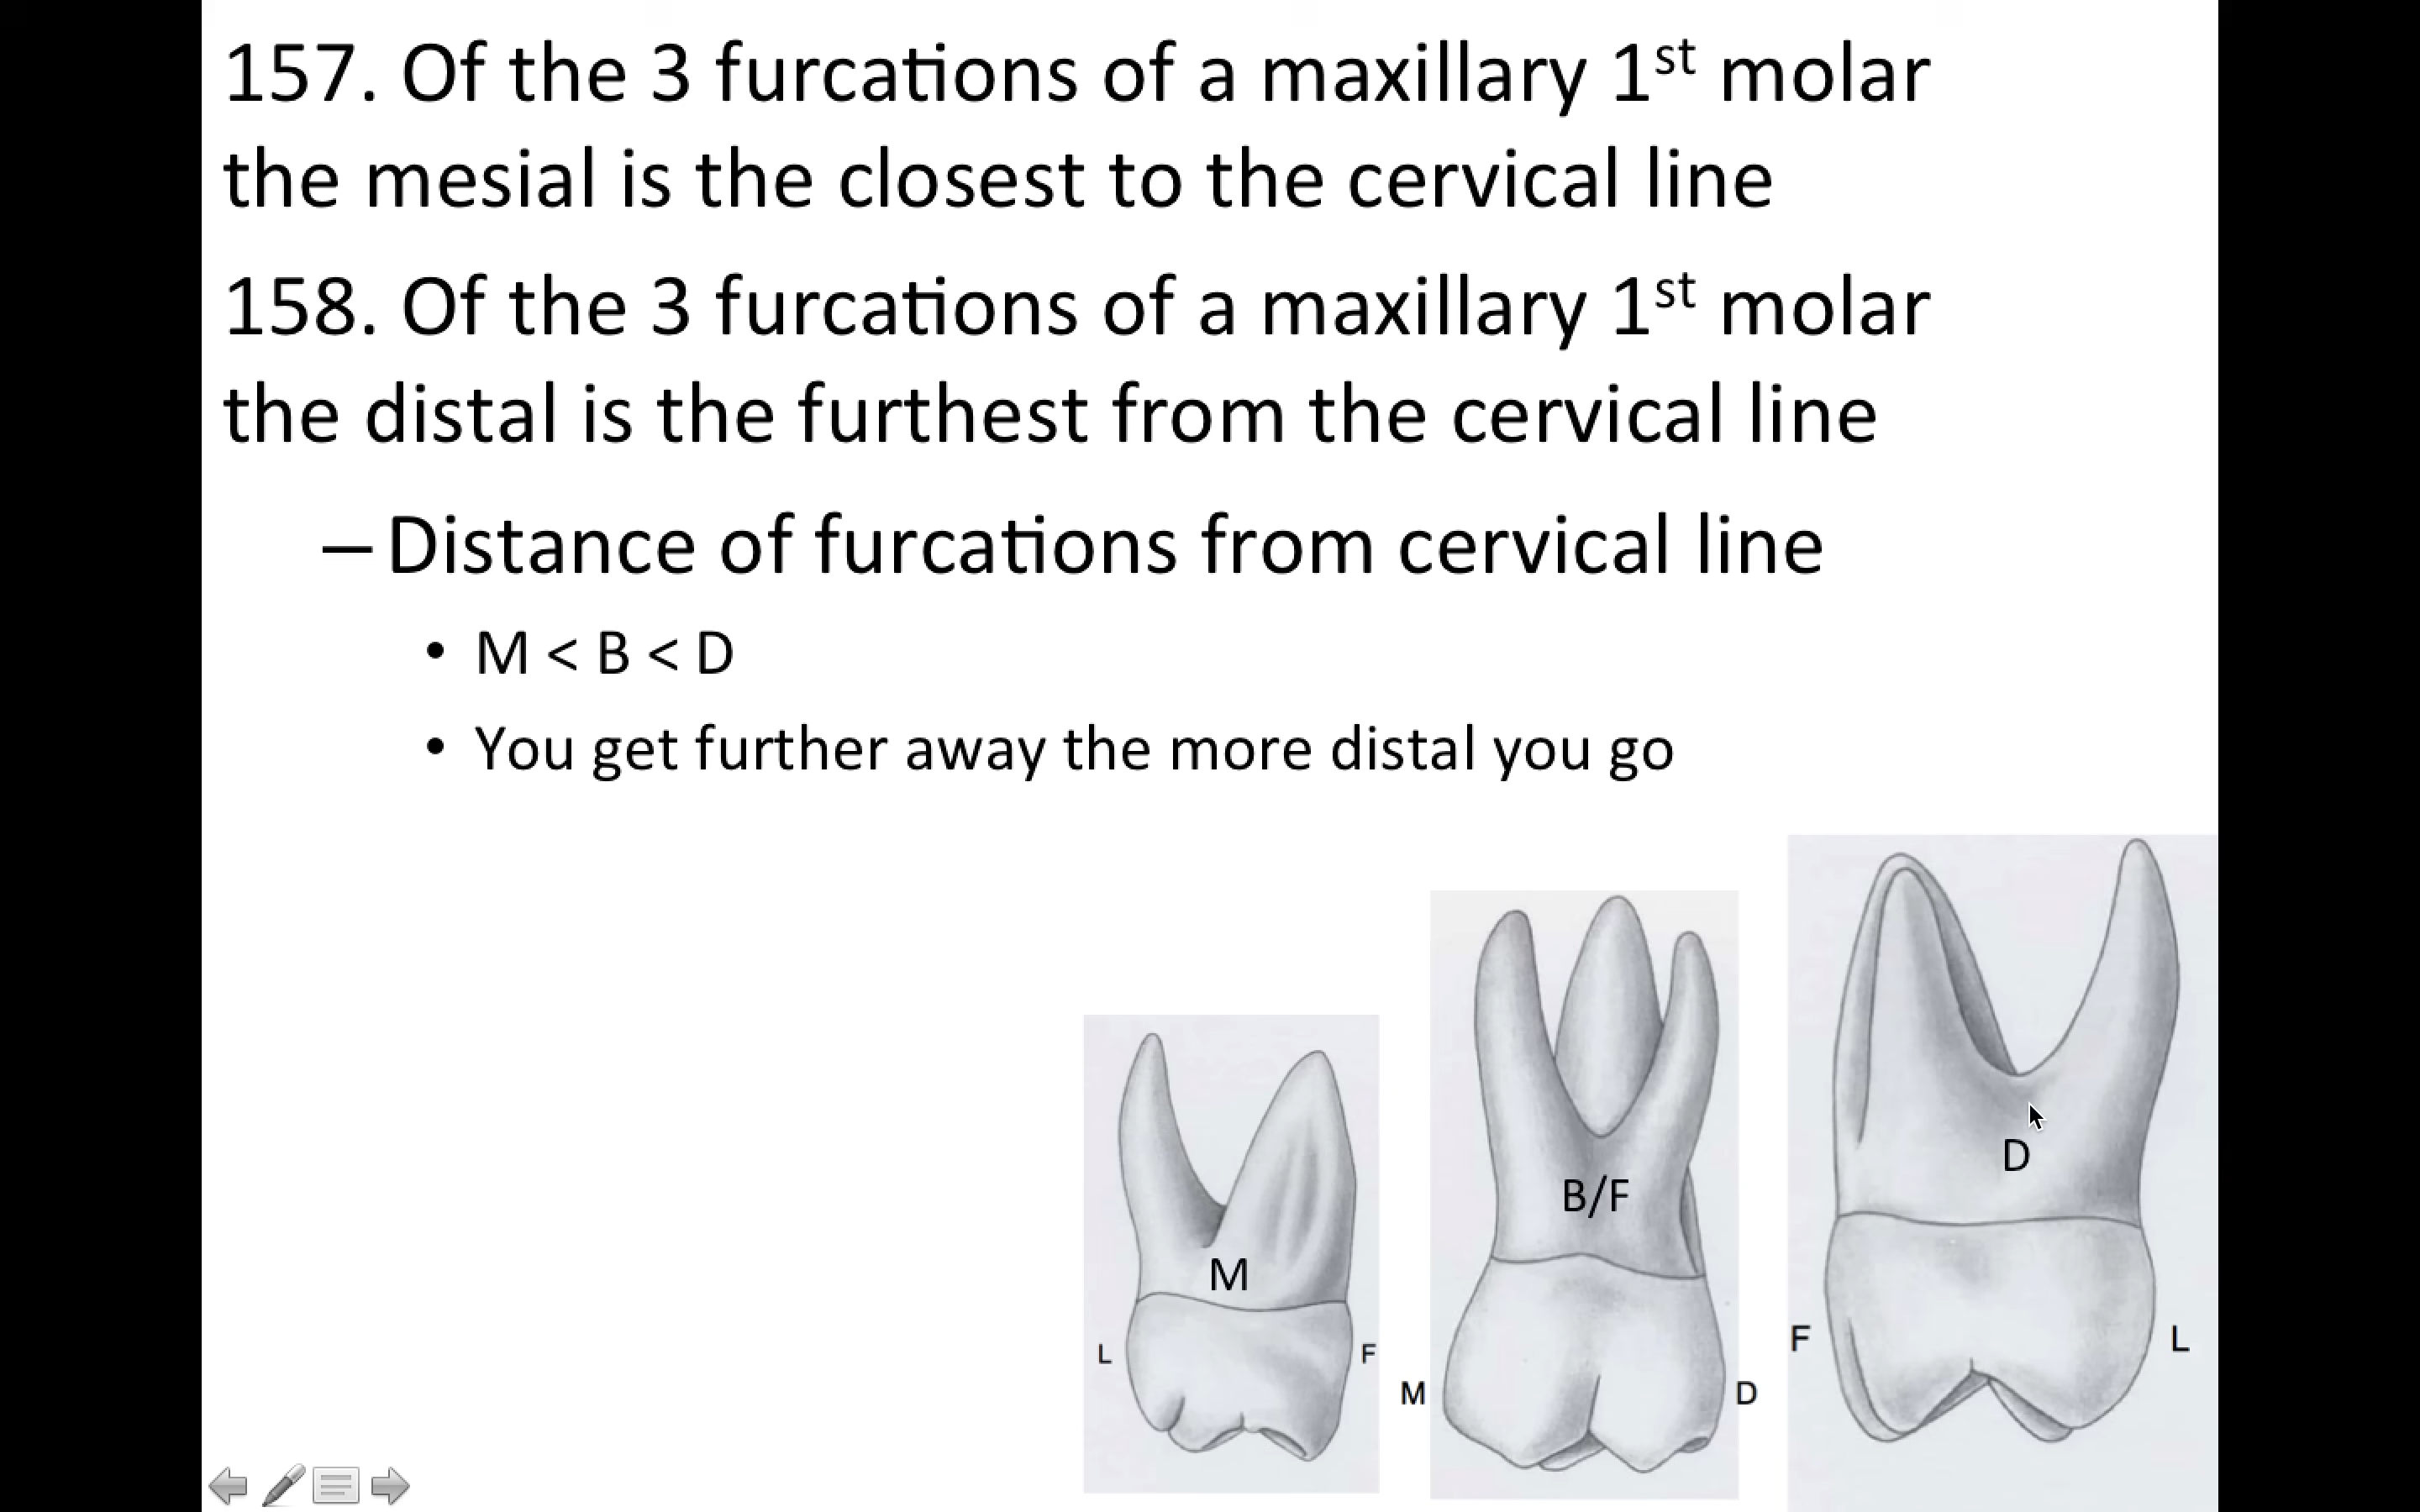 157. Of the 3 furcations of a maxillary 1st molar
the mesial is the closest to the cervical line
158. Of the 3 furcations of a maxillary 1st molar
the distal is the furthest from the cervical line
– Distance of furcations from cervical line
• M < B < D
• You get further away the more distal you go
M
L
F
B/F
M
D
D
F
L